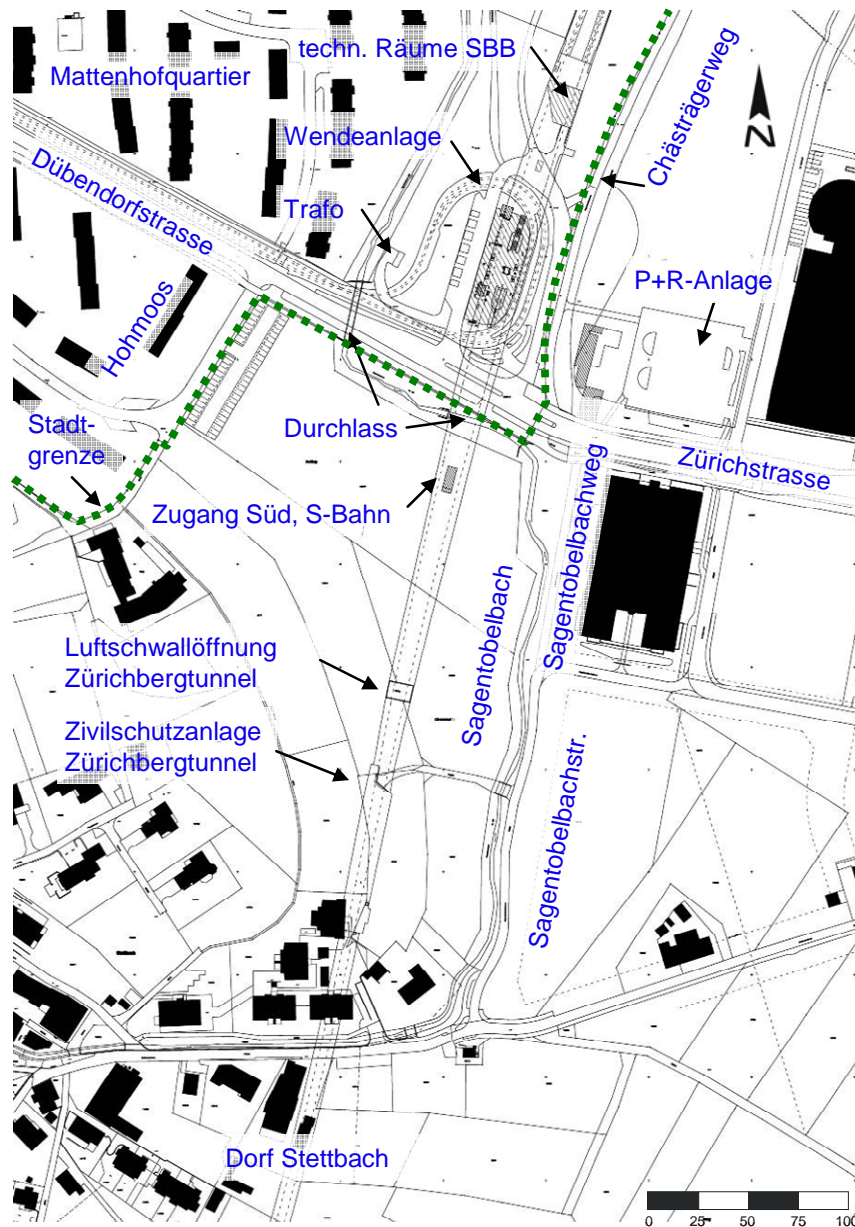 techn. Räume SBB
Mattenhofquartier
Chästrägerweg
Wendeanlage
N
Dübendorfstrasse
Trafo
P+R-Anlage
Hohmoos
Durchlass
Stadt-
grenze
Zürichstrasse
Zugang Süd, S-Bahn
Sagentobelbach
Sagentobelbachweg
Luftschwallöffnung
Zürichbergtunnel
Zivilschutzanlage
Zürichbergtunnel
Sagentobelbachstr.
Dorf Stettbach
0 25 50 75 100